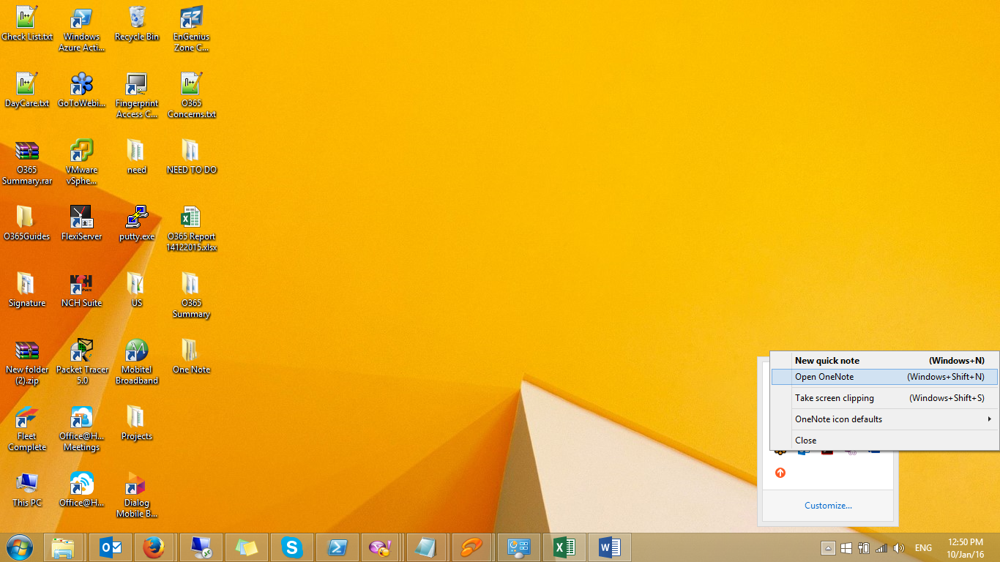 Check List.txt
Windows
Azure Acti...
Recycle Bin
EnGenius
Zone C...
DayCare.txt
GoToWebi...
Fingerprint
Access C...
O365
Concerns.txt
O365
Summary.rar
VMware
vSphe...
need
NEED TO DO
O365Guides
FlexiServer
putty.exe
O365 Report
14122015.xlsx
Signature
NCH Suite
US
O365
Summary
New folder
(2).zip
Packet Tracer
5.0
Mobitel
Broadband
One Note
Fleet
Complete
Office@H...
Meetings
Projects
This PC
Office@H...
Dialog
Mobile B...
New quick note (Windows+N)
Open OneNote (Windows+Shift+N)
Take screen clipping (Windows+Shift+S)
OneNote icon defaults
Close
Customize...
ENG
12:50 PM
10/Jan/16